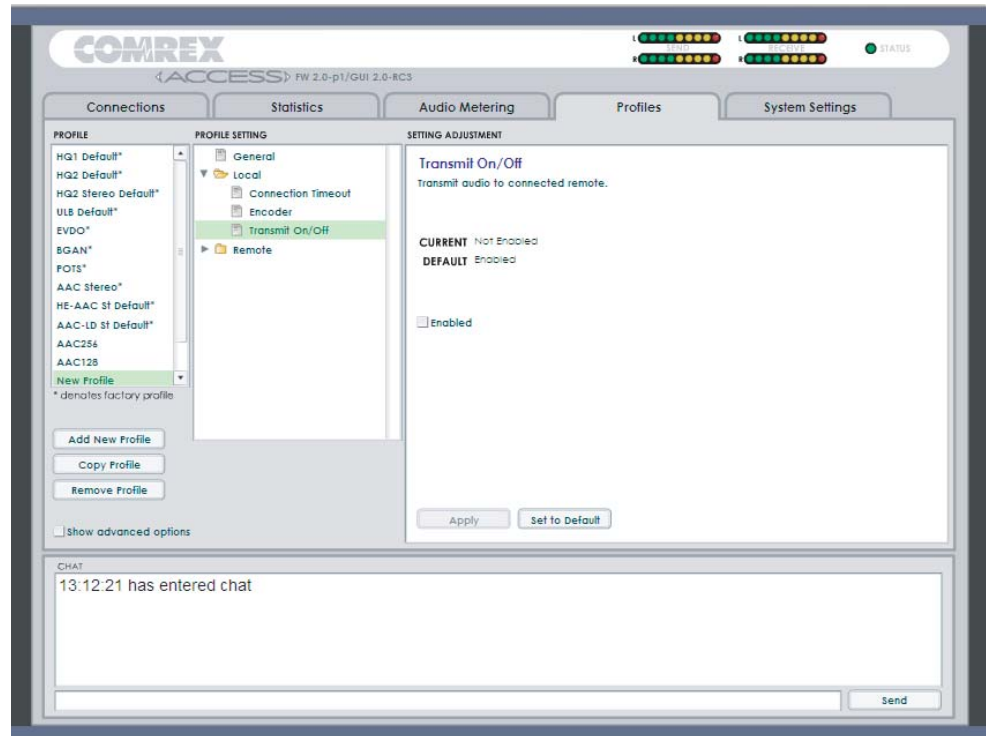 COMREX
ACCESS FW 2.0-p1/GUI 2.0-RC3
L SEND R
L RECEIVE R
STATUS
Connections
Statistics
Audio Metering
Profiles
System Settings
PROFILE
HQ1 Default*
HQ2 Default*
HQ2 Stereo Default*
ULB Default*
EVDO*
BGAN*
POTS*
AAC Stereo*
HE-AAC St Default*
AAC-LD St Default*
AAC256
AAC128
New Profile
* denotes factory profile
Add New Profile
Copy Profile
Remove Profile
Show advanced options
PROFILE SETTING
General
Local
Connection Timeout
Encoder
Transmit On/Off
Remote
SETTING ADJUSTMENT
Transmit On/Off
Transmit audio to connected remote.
CURRENT Not Enabled
DEFAULT Enabled
Enabled
Apply
Set to Default
CHAT
13:12:21 has entered chat
Send